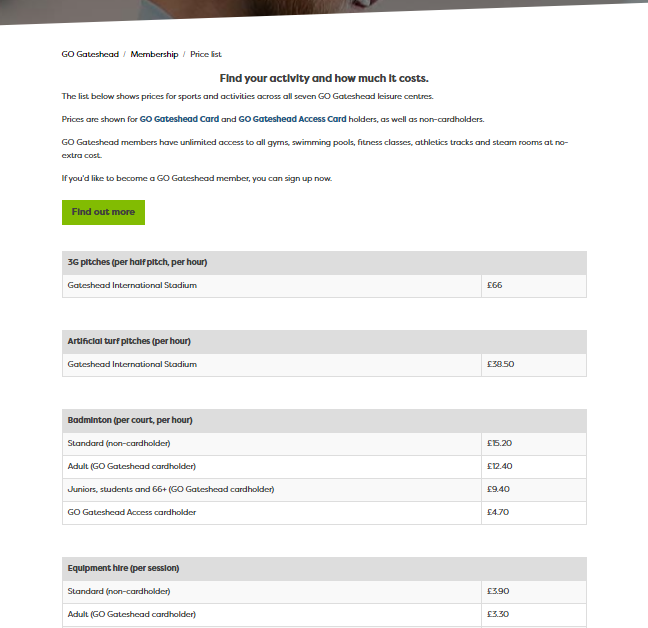 GO Gateshead / Membership / Price list
Find your activity and how much it costs.
The list below shows prices for sports and activities across all seven GO Gateshead leisure centres.
Prices are shown for GO Gateshead Card and GO Gateshead Access Card holders, as well as non-cardholders.
GO Gateshead members have unlimited access to all gyms, swimming pools, fitness classes, athletics tracks and steam rooms at no-
extra cost.
If you'd like to become a GO Gateshead member, you can sign up now.
Find out more
3G pitches (per half pitch, per hour)
Gateshead International Stadium £66
Artificial turf pitches (per hour)
Gateshead International Stadium £38.50
Badminton (per court, per hour)
Standard (non-cardholder) £15.20
Adult (GO Gateshead cardholder) £12.40
Juniors, students and 66+ (GO Gateshead cardholder) £9.40
GO Gateshead Access cardholder £4.70
Equipment hire (per session)
Standard (non-cardholder) £3.90
Adult (GO Gateshead cardholder) £3.30